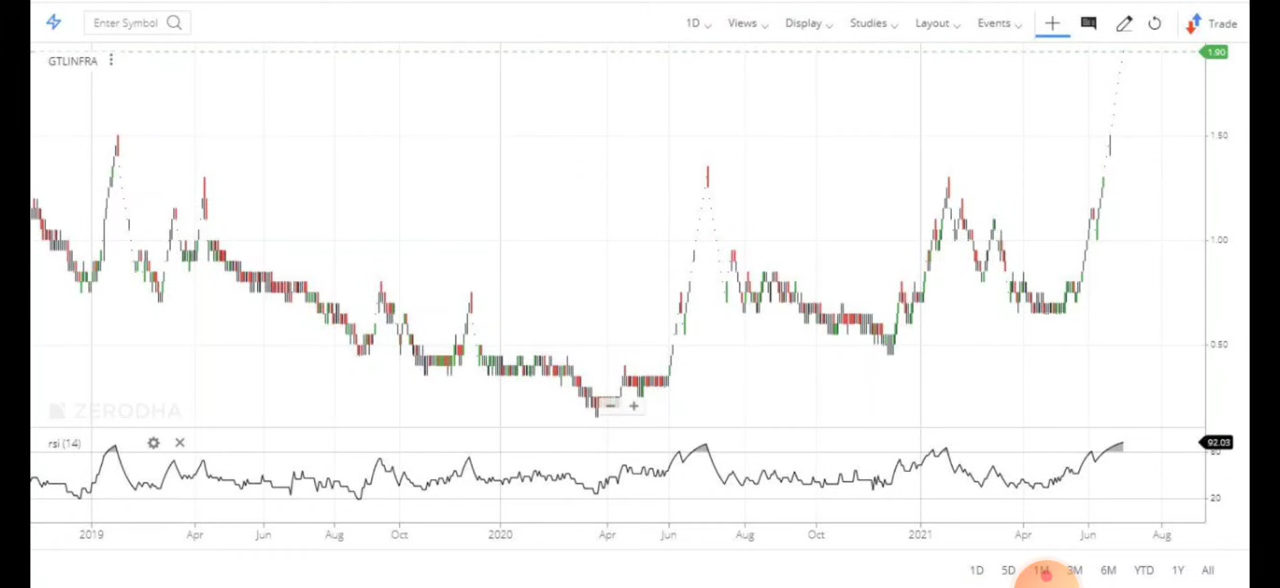 Enter Symbol 1D Views Display Studies Layout Events Trade
GTLINFRA
1.90
1.50
1.00
0.50
ZERODHA
rsi (14)
92.03
80
20
2019 Apr Jun Aug Oct 2020 Apr Jun Aug Oct 2021 Apr Jun Aug
1D 5D 1M 3M 6M YTD 1Y All